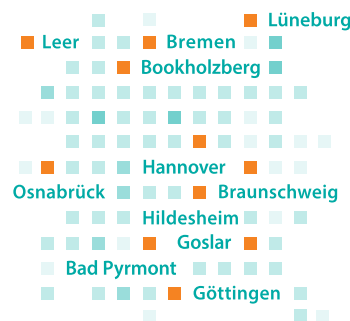 Lüneburg
Leer Bremen
Bookholzberg
Hannover
Osnabrück Braunschweig
Hildesheim
Goslar
Bad Pyrmont
Göttingen